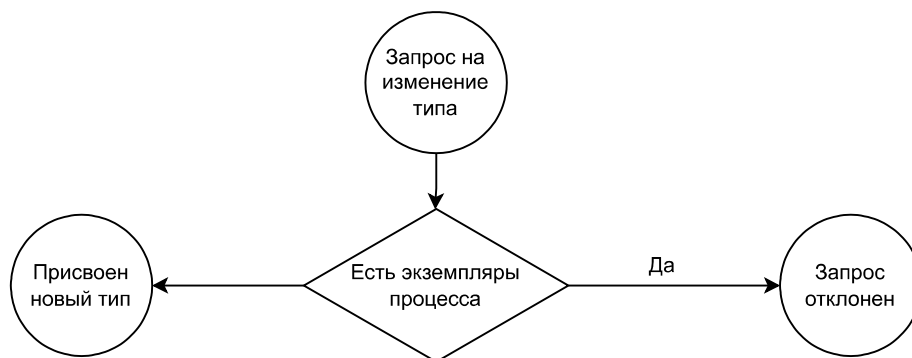 Запрос на
изменение
типа
Присвоен
новый тип
Есть экземпляры
процесса
Да
Запрос
отклонен